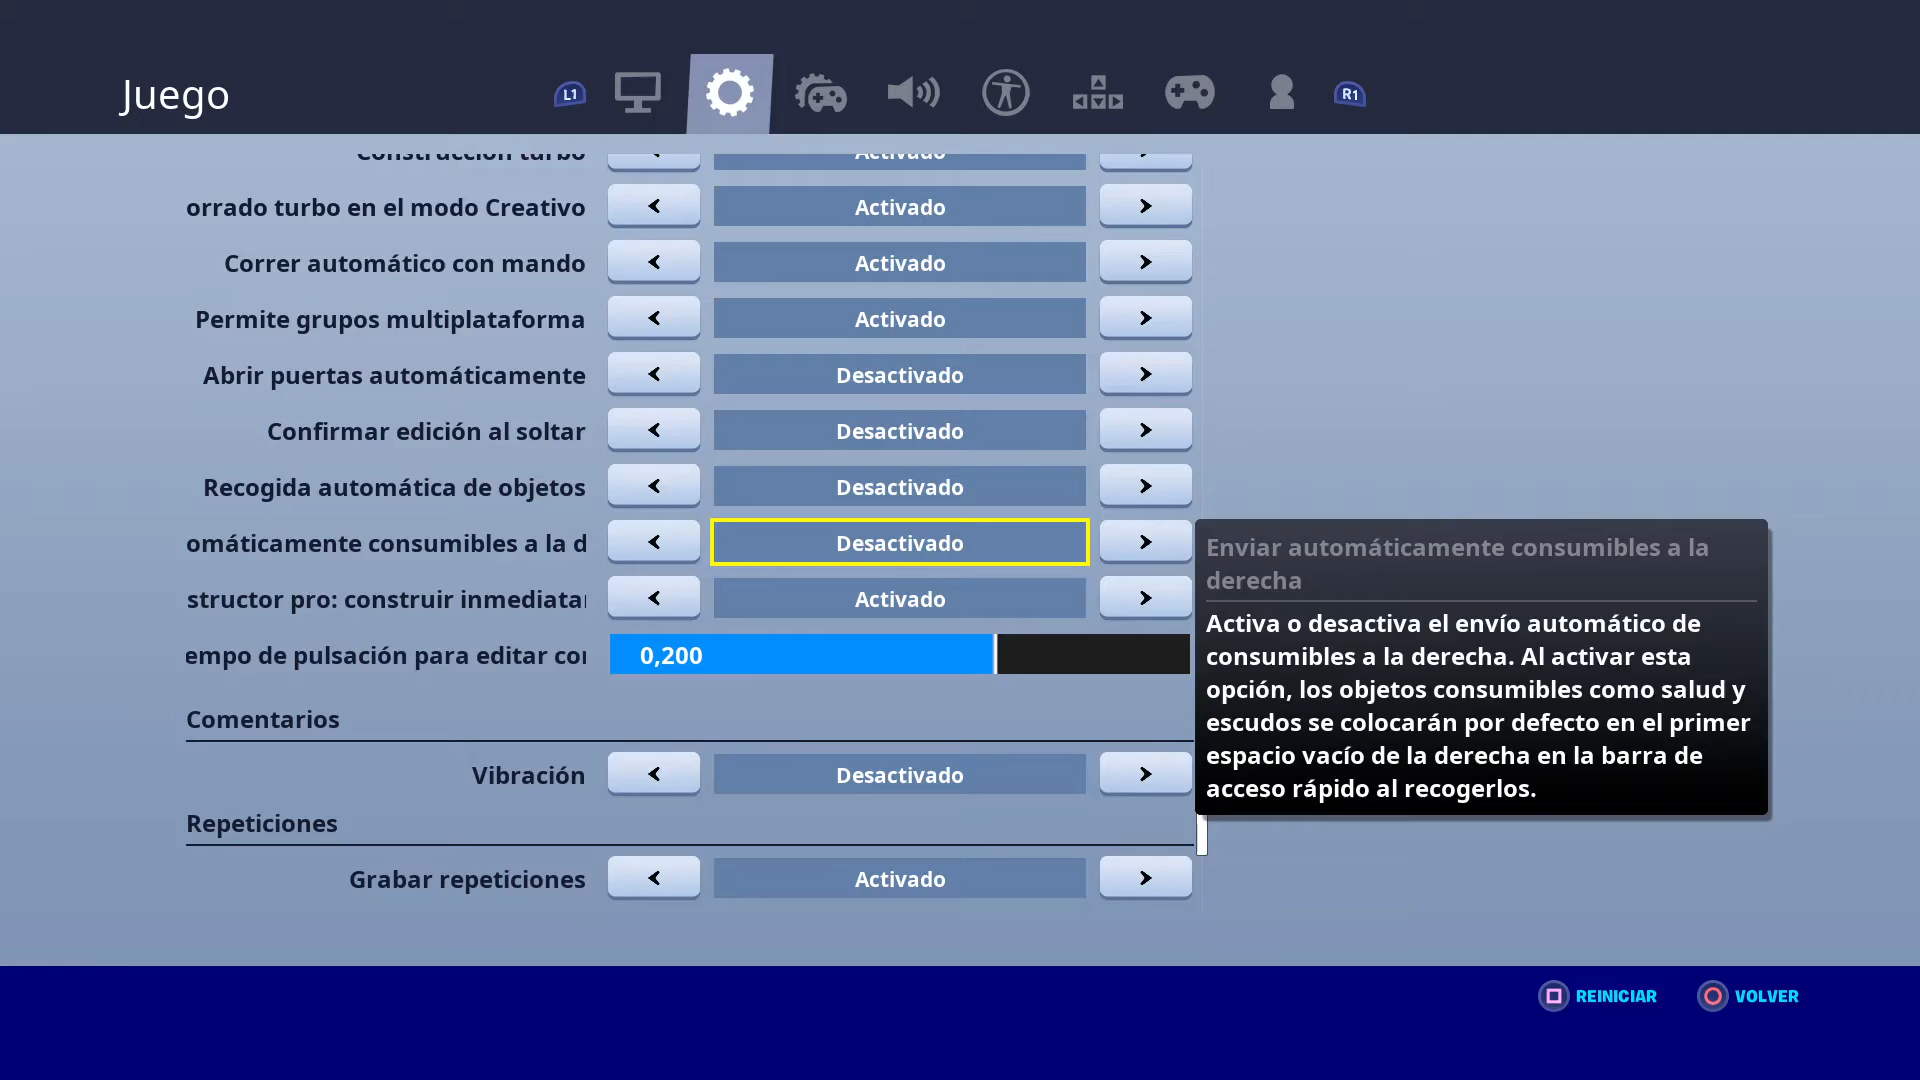 Juego
L1
R1
Construcción turbo
Activado
orrado turbo en el modo Creativo
Activado
Correr automático con mando
Activado
Permite grupos multiplataforma
Activado
Abrir puertas automáticamente
Desactivado
Confirmar edición al soltar
Desactivado
Recogida automática de objetos
Desactivado
omáticamente consumibles a la d
Desactivado
Enviar automáticamente consumibles a la
derecha
Activa o desactiva el envío automático de
consumibles a la derecha. Al activar esta
opción, los objetos consumibles como salud y
escudos se colocarán por defecto en el primer
espacio vacío de la derecha en la barra de
acceso rápido al recogerlos.
structor pro: construir inmediata
Activado
empo de pulsación para editar co
0,200
Comentarios
Vibración
Desactivado
Repeticiones
Grabar repeticiones
Activado
REINICIAR
VOLVER